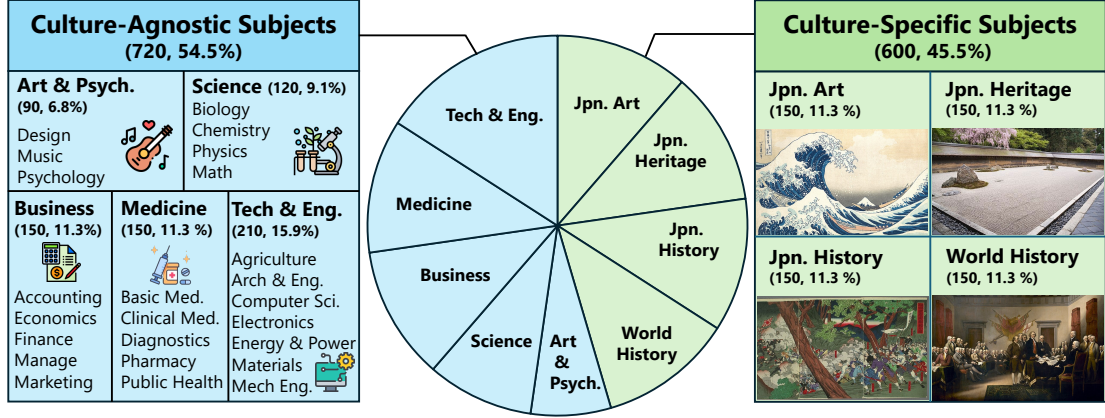 Culture-Agnostic Subjects
(720, 54.5%)
Art & Psych.
(90, 6.8%)
Design
Music
Psychology
Science (120, 9.1%)
Biology
Chemistry
Physics
Math
Business
(150, 11.3%)
Accounting
Economics
Finance
Manage
Marketing
Medicine
(150, 11.3 %)
Basic Med.
Clinical Med.
Diagnostics
Pharmacy
Public Health
Tech & Eng.
(210, 15.9%)
Agriculture
Arch & Eng.
Computer Sci.
Electronics
Energy & Power
Materials
Mech Eng.
Tech & Eng.
Jpn. Art
Jpn.
Heritage
Medicine
Jpn.
History
Business
Science
Art
&
Psych.
World
History
Culture-Specific Subjects
(600, 45.5%)
Jpn. Art
(150, 11.3 %)
Jpn. Heritage
(150, 11.3 %)
Jpn. History
(150, 11.3 %)
World History
(150, 11.3 %)